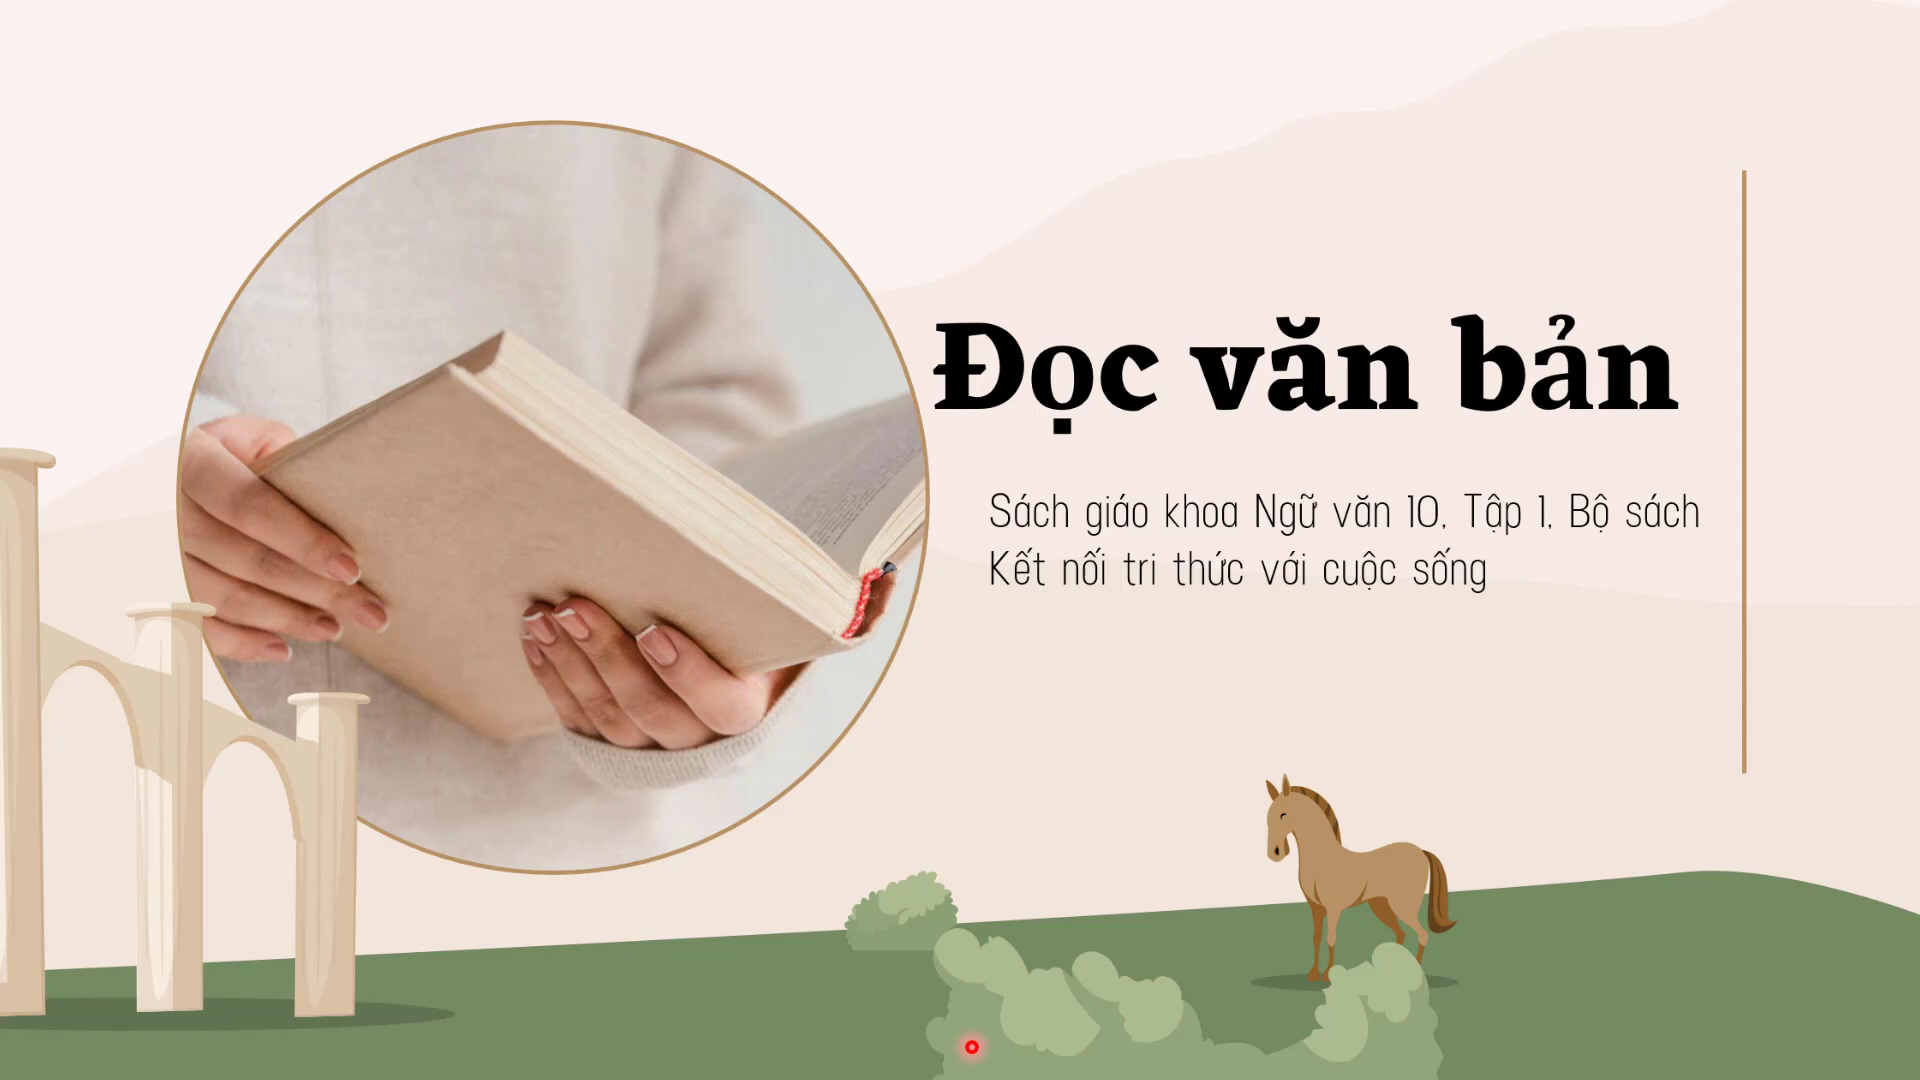 Đọc văn bản
Sách giáo khoa Ngữ văn 10, Tập 1, Bộ sách
Kết nối tri thức với cuộc sống